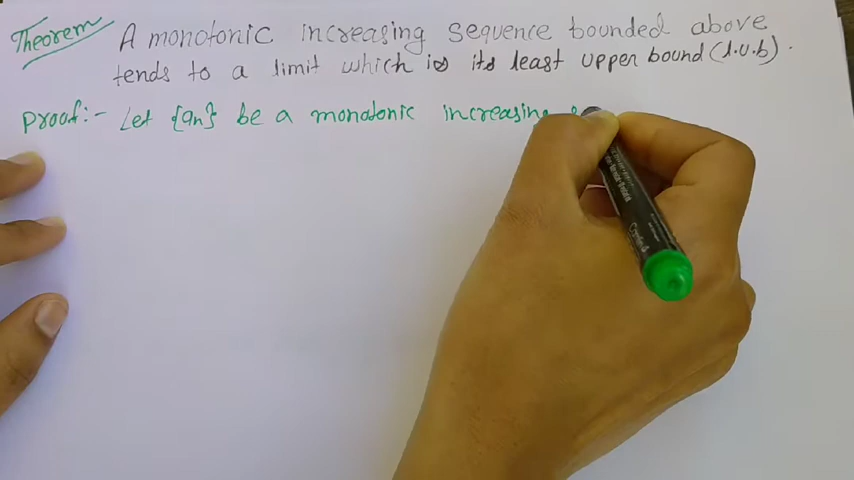 Theorem A monotonic increasing sequence bounded above
tends to a limit which is its least upper bound (l.u.b).
Proof:- Let {an} be a monotonic increasing